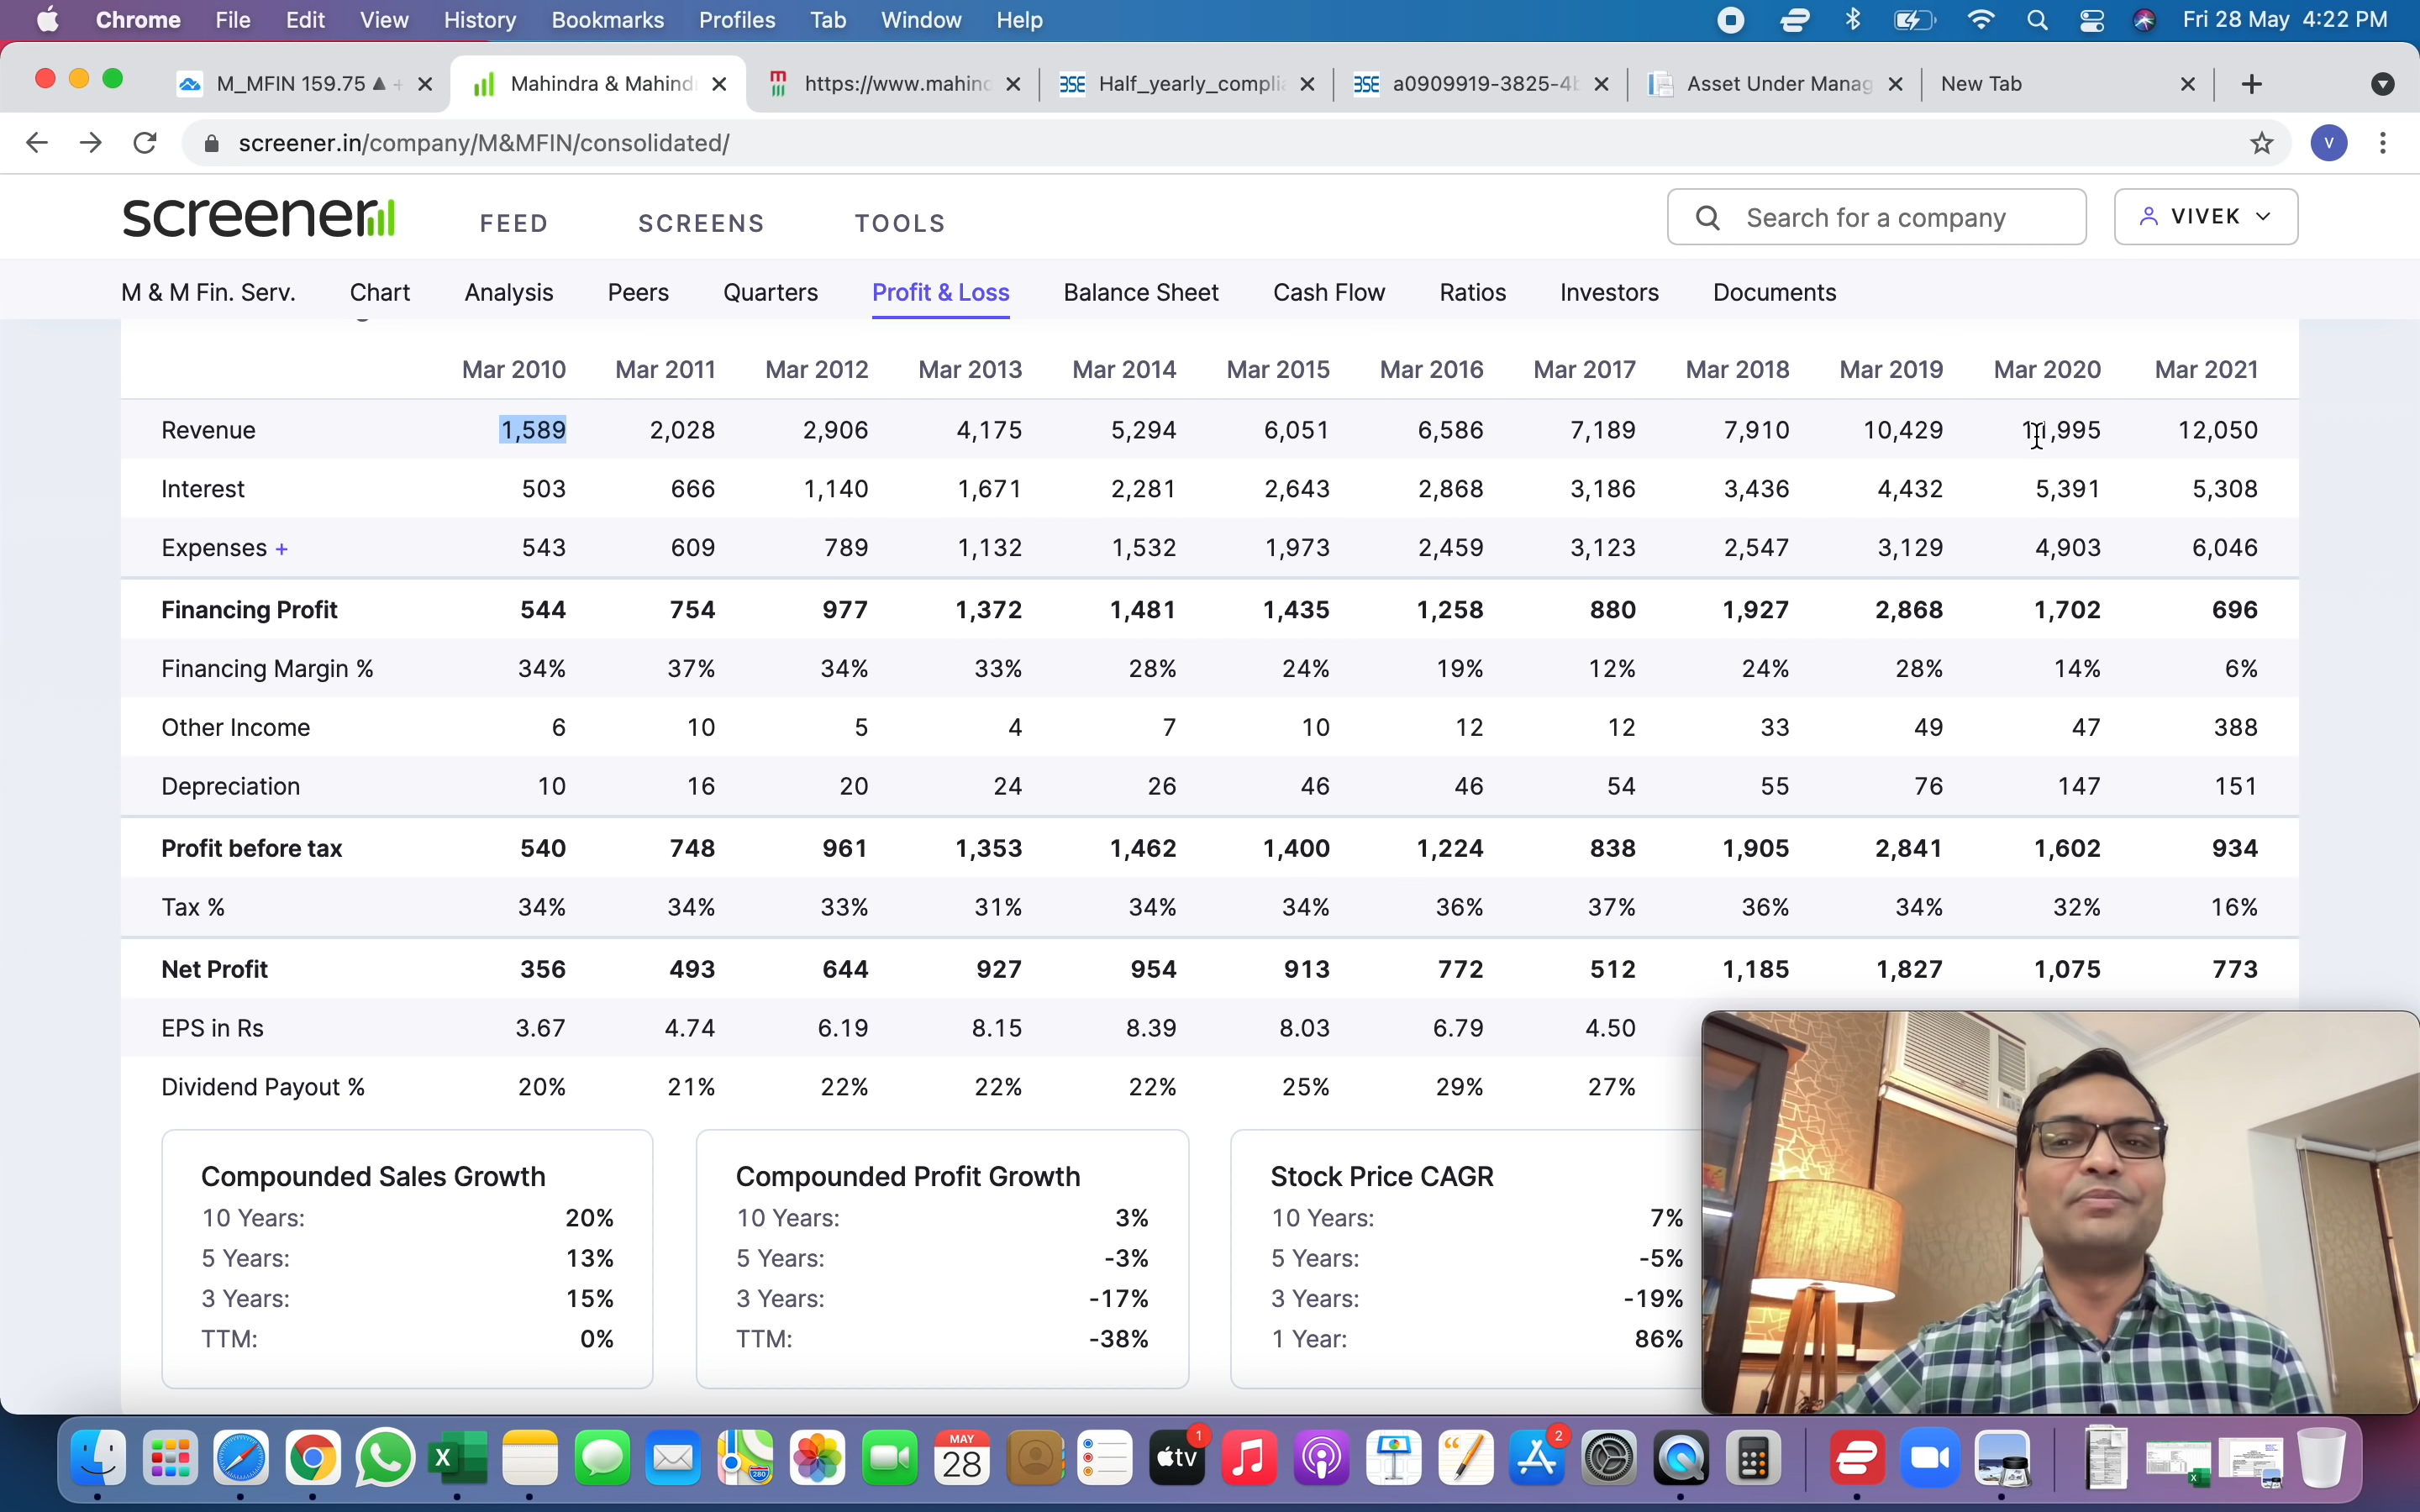 Chrome File Edit View History Bookmarks Profiles Tab Window Help Fri 28 May 4:22 PM
M_MFIN 159.75 ▲ + Mahindra & Mahind https://www.mahind Half_yearly_compli a0909919-3825-4b Asset Under Manag New Tab
screener.in/company/M&MFIN/consolidated/ V
screener FEED SCREENS TOOLS Search for a company VIVEK
M & M Fin. Serv. Chart Analysis Peers Quarters Profit & Loss Balance Sheet Cash Flow Ratios Investors Documents
Mar 2010 Mar 2011 Mar 2012 Mar 2013 Mar 2014 Mar 2015 Mar 2016 Mar 2017 Mar 2018 Mar 2019 Mar 2020 Mar 2021
Revenue 1,589 2,028 2,906 4,175 5,294 6,051 6,586 7,189 7,910 10,429 11,995 12,050
Interest 503 666 1,140 1,671 2,281 2,643 2,868 3,186 3,436 4,432 5,391 5,308
Expenses + 543 609 789 1,132 1,532 1,973 2,459 3,123 2,547 3,129 4,903 6,046
Financing Profit 544 754 977 1,372 1,481 1,435 1,258 880 1,927 2,868 1,702 696
Financing Margin % 34% 37% 34% 33% 28% 24% 19% 12% 24% 28% 14% 6%
Other Income 6 10 5 4 7 10 12 12 33 49 47 388
Depreciation 10 16 20 24 26 46 46 54 55 76 147 151
Profit before tax 540 748 961 1,353 1,462 1,400 1,224 838 1,905 2,841 1,602 934
Tax % 34% 34% 33% 31% 34% 34% 36% 37% 36% 34% 32% 16%
Net Profit 356 493 644 927 954 913 772 512 1,185 1,827 1,075 773
EPS in Rs 3.67 4.74 6.19 8.15 8.39 8.03 6.79 4.50
Dividend Payout % 20% 21% 22% 22% 22% 25% 29% 27%
Compounded Sales Growth
10 Years: 20%
5 Years: 13%
3 Years: 15%
TTM: 0%
Compounded Profit Growth
10 Years: 3%
5 Years: -3%
3 Years: -17%
TTM: -38%
Stock Price CAGR
10 Years: 7%
5 Years: -5%
3 Years: -19%
1 Year: 86%
MAY
28
tv
1
2